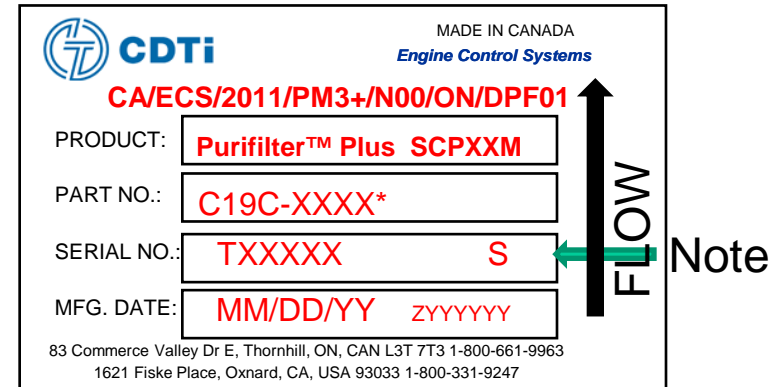 CDTi
MADE IN CANADA
Engine Control Systems
CA/ECS/2011/PM3+/N00/ON/DPF01
PRODUCT: Purifilter™ Plus SCPXXM
PART NO.: C19C-XXXX*
SERIAL NO.: TXXXXX S
MFG. DATE: MM/DD/YY ZYYYYYY
83 Commerce Valley Dr E, Thornhill, ON, CAN L3T 7T3 1-800-661-9963
1621 Fiske Place, Oxnard, CA, USA 93033 1-800-331-9247
FLOW
Note